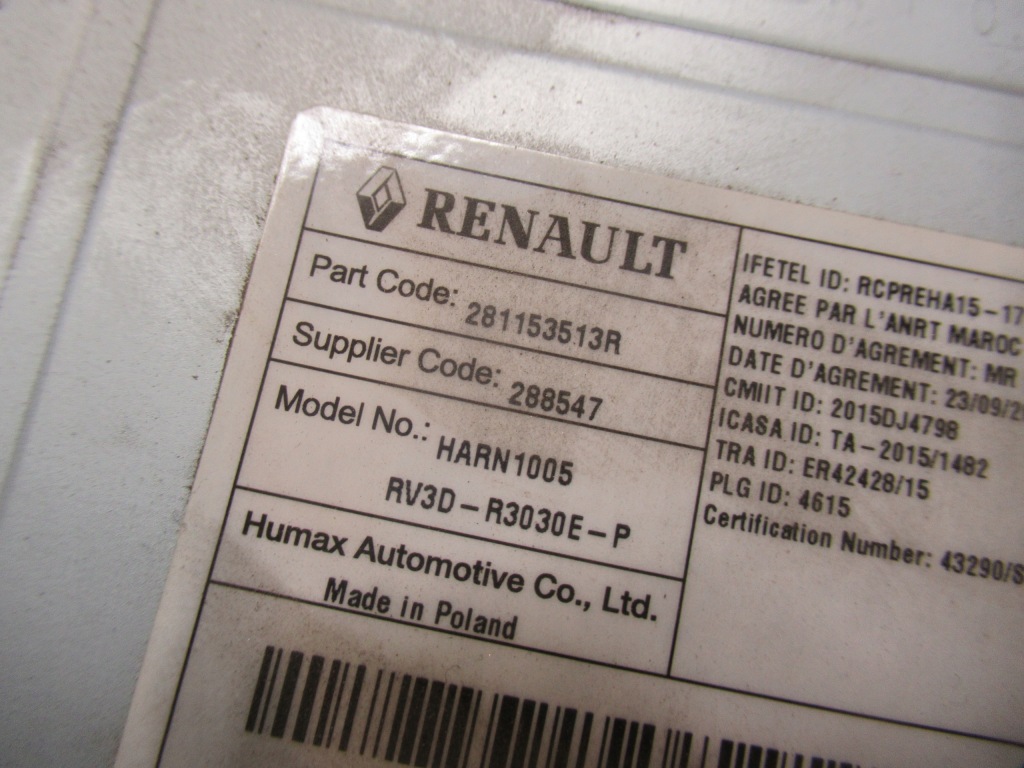 RENAULT
Part Code: 281153513R
Supplier Code: 288547
Model No.: HARN1005
RV3D-R3030E-P
Humax Automotive Co., Ltd.
Made in Poland
IFETEL ID: RCPREHA15-17
AGREE PAR L'ANRT MAROC
NUMERO D'AGREMENT: MR
DATE D'AGREMENT: 23/09/2
CMIIT ID: 2015DJ4798
ICASA ID: TA-2015/1482
TRA ID: ER42428/15
PLG ID: 4615
Certification Number: 43290/S